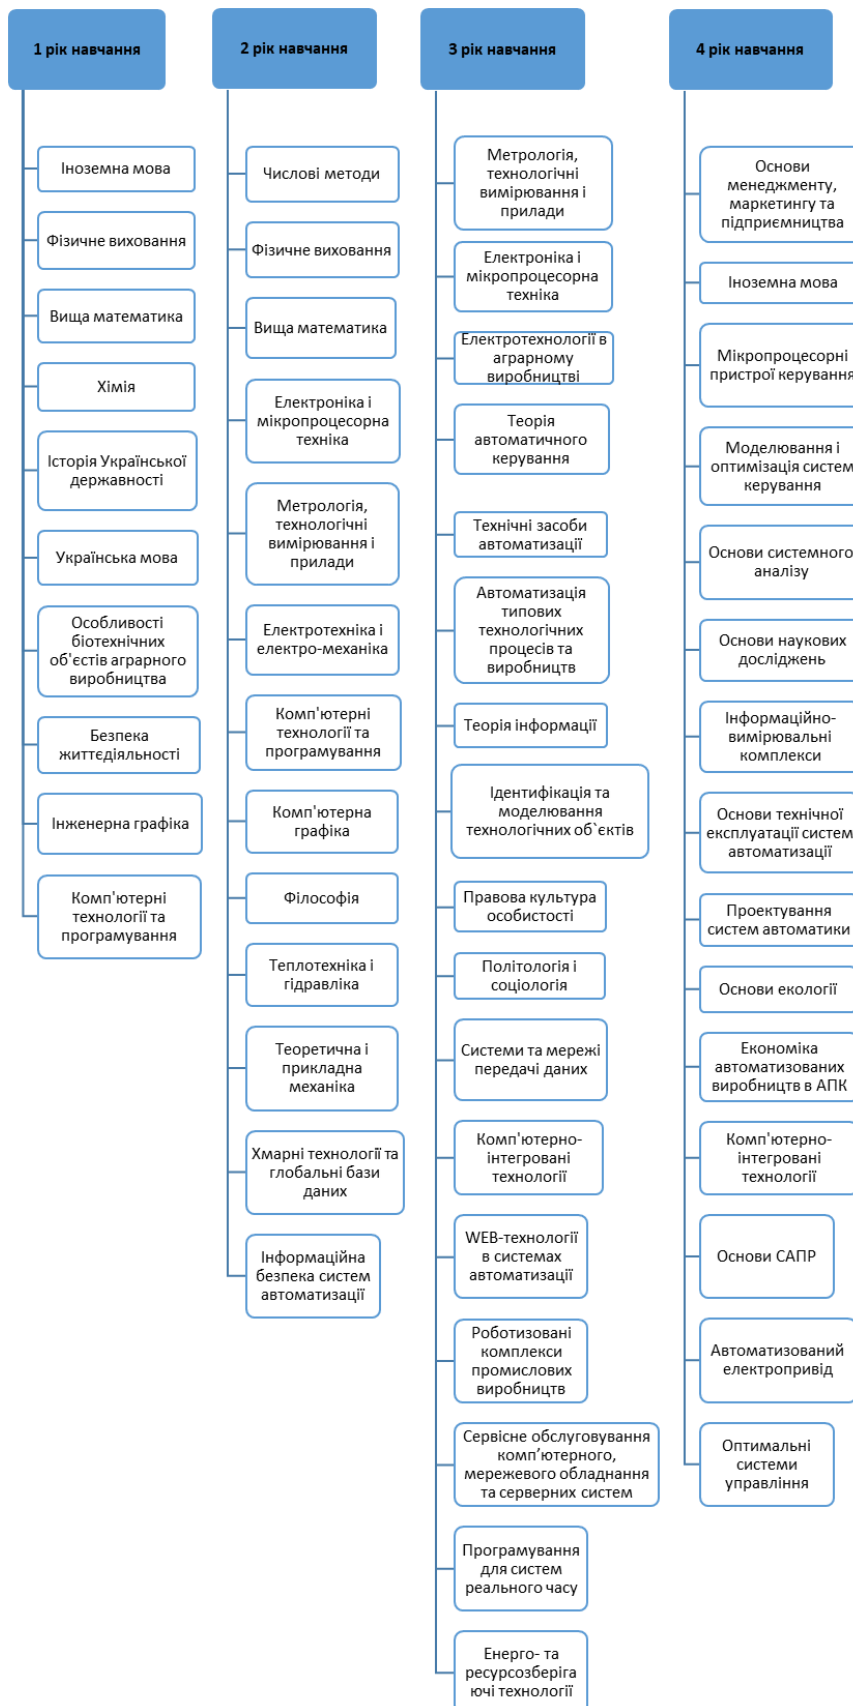 1 рік навчання
Іноземна мова
Фізичне виховання
Вища математика
Хімія
Історія Української
державності
Українська мова
Особливості
біотехнічних
об'єстів аграрного
виробництва
Безпека
життєдіяльності
Інженерна графіка
Комп'ютерні
технології та
програмування
2 рік навчання
Числові методи
Фізичне виховання
Вища математика
Електроніка і
мікропроцесорна
техніка
Метрологія,
технологічні
вимірювання і
прилади
Електротехніка і
електро-механіка
Комп'ютерні
технології та
програмування
Комп'ютерна
графіка
Філософія
Теплотехніка і
гідравліка
Теоретична і
прикладна
механіка
Хмарні технології та
глобальні бази
даних
Інформаційна
безпека систем
автоматизації
3 рік навчання
Метрологія,
технологічні
вимірювання і
прилади
Електроніка і
мікропроцесорна
техніка
Електротехнології в
аграрному
виробництві
Теорія
автоматичного
керування
Технічні засоби
автоматизації
Автоматизація
типових
технологічних
процесів та
виробництв
Теорія інформації
Ідентифікація та
моделювання
технологічних об`єктів
Правова культура
особистості
Політологія і
соціологія
Системи та мережі
передачі даних
Комп'ютерно-
інтегровані
технології
WEB-технології
в системах
автоматизації
Роботизовані
комплекси
промислових
виробництв
Сервісне обслуговування
комп’ютерного,
мережевого обладнання
та серверних систем
Програмування
для систем
реального часу
Енерго- та
ресурсозберіга
ючі технології
4 рік навчання
Основи
менеджменту,
маркетингу та
підприємництва
Іноземна мова
Мікропроцесорні
пристрої керування
Моделювання і
оптимізація систем
керування
Основи системного
аналізу
Основи наукових
досліджень
Інформаційно-
вимірювальні
комплекси
Основи технічної
експлуатації систем
автоматизації
Проектування
систем автоматики
Основи екології
Економіка
автоматизованих
виробництв в АПК
Комп'ютерно-
інтегровані
технології
Основи САПР
Автоматизований
електропривід
Оптимальні
системи
управління